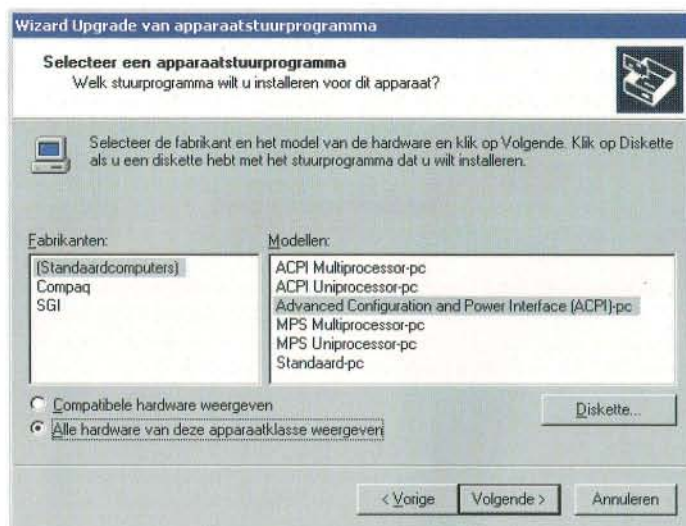 Wizard Upgrade van apparaatstuurprogramma
Selecteer een apparaatstuurprogramma
Welk stuurprogramma wilt u installeren voor dit apparaat?
Selecteer de fabrikant en het model van de hardware en klik op Volgende. Klik op Diskette
als u een diskette hebt met het stuurprogramma dat u wilt installeren.
Fabrikanten:
(Standaardcomputers)
Compaq
SGI
Modellen:
ACPI Multiprocessor-pc
ACPI Uniprocessor-pc
Advanced Configuration and Power Interface (ACPI)-pc
MPS Multiprocessor-pc
MPS Uniprocessor-pc
Standaard-pc
Compatibele hardware weergeven
Alle hardware van deze apparaatklasse weergeven
Diskette...
< Vorige
Volgende >
Annuleren